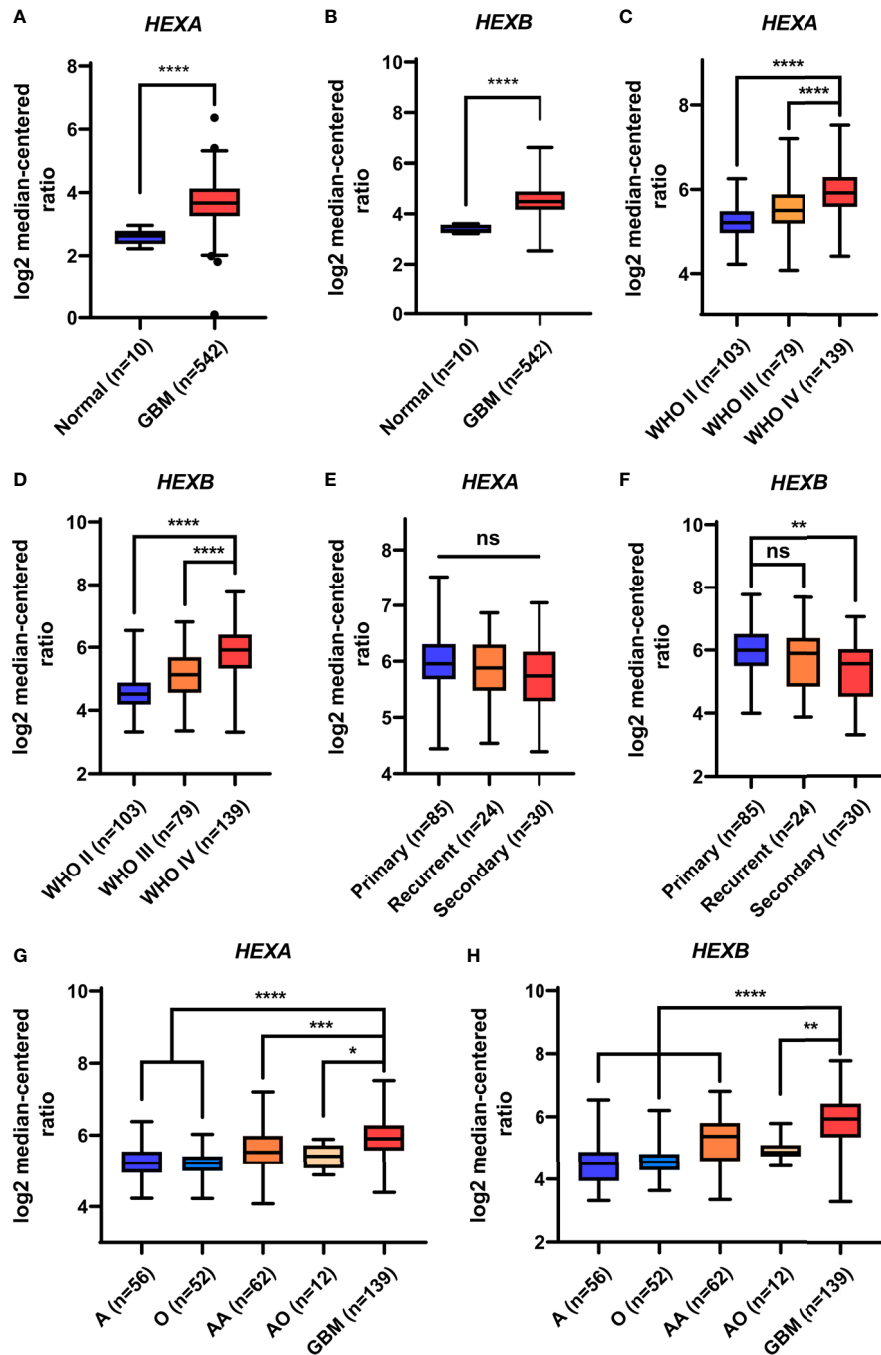 A
HEXA
log2 median-centered
ratio
8
6
4
2
0
****
Normal (n=10)
GBM (n=542)
B
HEXB
log2 median-centered
ratio
10
8
6
4
2
0
****
Normal (n=10)
GBM (n=542)
C
HEXA
log2 median-centered
ratio
8
6
4
****
****
WHO II (n=103)
WHO III (n=79)
WHO IV (n=139)
D
HEXB
log2 median-centered
ratio
10
8
6
4
2
****
****
WHO II (n=103)
WHO III (n=79)
WHO IV (n=139)
E
HEXA
log2 median-centered
ratio
8
7
6
5
4
ns
Primary (n=85)
Recurrent (n=24)
Secondary (n=30)
F
HEXB
log2 median-centered
ratio
10
8
6
4
2
**
ns
Primary (n=85)
Recurrent (n=24)
Secondary (n=30)
G
HEXA
log2 median-centered
ratio
10
8
6
4
****
***
*
A (n=56)
O (n=52)
AA (n=62)
AO (n=12)
GBM (n=139)
H
HEXB
log2 median-centered
ratio
10
8
6
4
2
****
**
A (n=56)
O (n=52)
AA (n=62)
AO (n=12)
GBM (n=139)